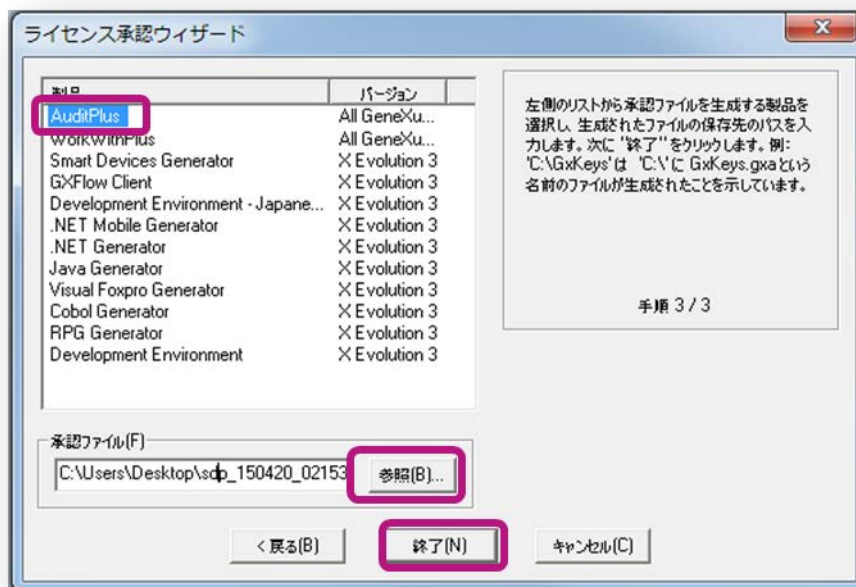 ライセンス承認ウィザード
製品 バージョン
AuditPlus All GeneXu...
WorkWithPlus All GeneXu...
Smart Devices Generator X Evolution 3
GXFlow Client X Evolution 3
Development Environment - Japane... X Evolution 3
.NET Mobile Generator X Evolution 3
.NET Generator X Evolution 3
Java Generator X Evolution 3
Visual Foxpro Generator X Evolution 3
Cobol Generator X Evolution 3
RPG Generator X Evolution 3
Development Environment X Evolution 3
左側のリストから承認ファイルを生成する製品を
選択し、生成されたファイルの保存先のパスを入
力します。次に "終了"をクリックします。例:
'C:\GxKeys'は 'C:\'に GxKeys.gxaという
名前のファイルが生成されたことを示しています。
手順 3 / 3
承認ファイル(F)
C:\Users\Desktop\sdp_150420_02153
参照(B)...
< 戻る(B) 終了(N) キャンセル(C)